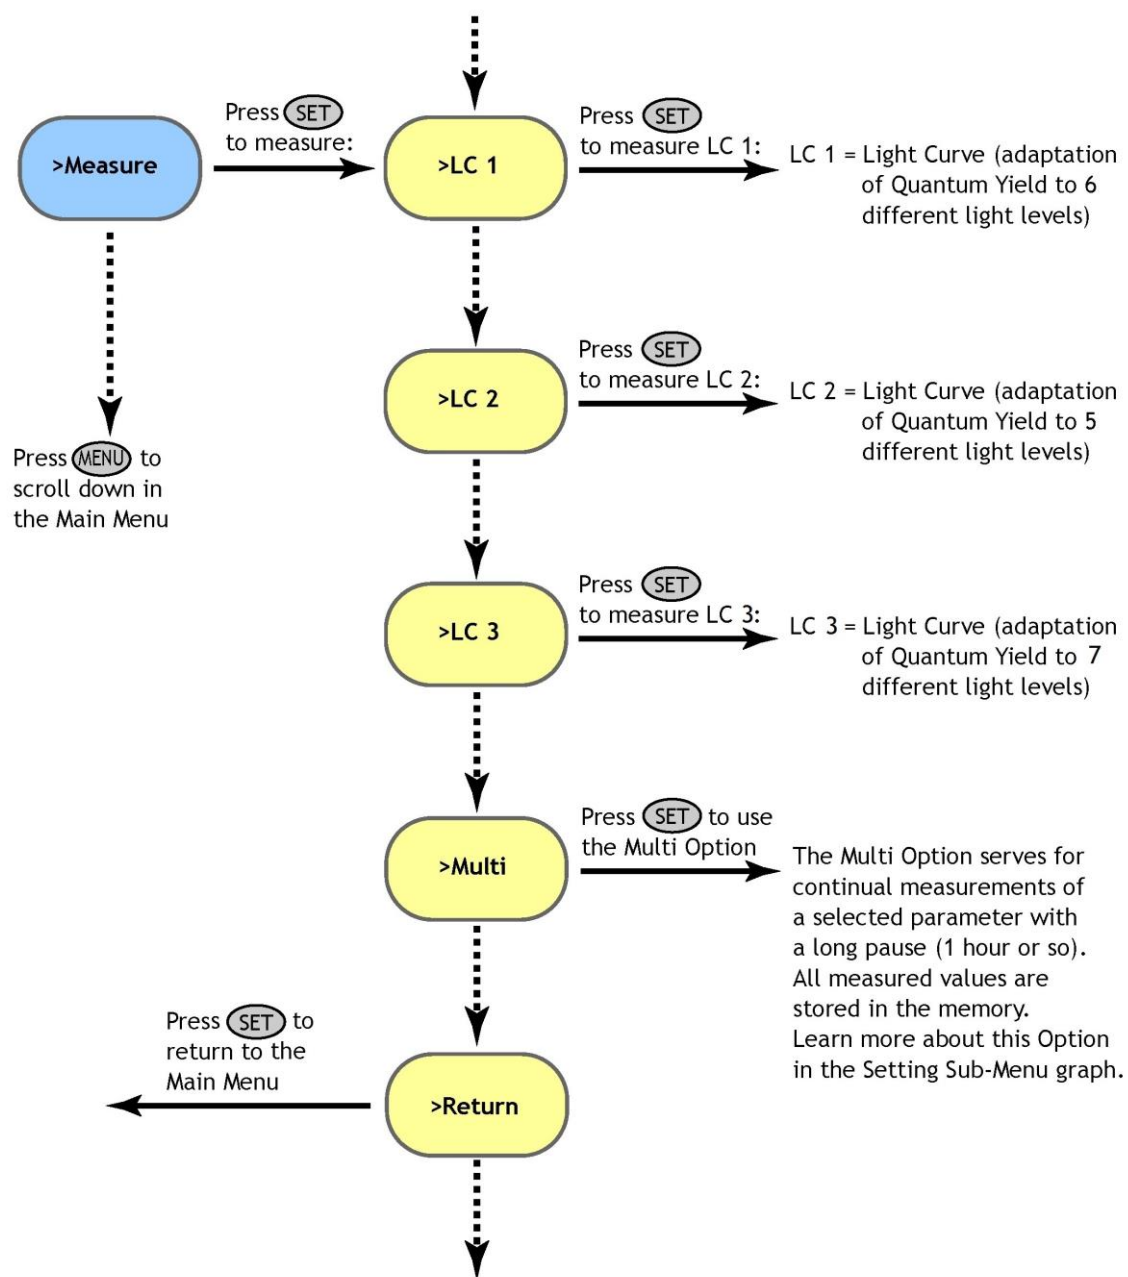 Press SET
to measure:
>Measure
>LC 1
Press SET
to measure LC 1:
LC 1 = Light Curve (adaptation
of Quantum Yield to 6
different light levels)
Press MENU to
scroll down in
the Main Menu
>LC 2
Press SET
to measure LC 2:
LC 2 = Light Curve (adaptation
of Quantum Yield to 5
different light levels)
>LC 3
Press SET
to measure LC 3:
LC 3 = Light Curve (adaptation
of Quantum Yield to 7
different light levels)
>Multi
Press SET to use
the Multi Option
The Multi Option serves for
continual measurements of
a selected parameter with
a long pause (1 hour or so).
All measured values are
stored in the memory.
Learn more about this Option
in the Setting Sub-Menu graph.
Press SET to
return to the
Main Menu
>Return